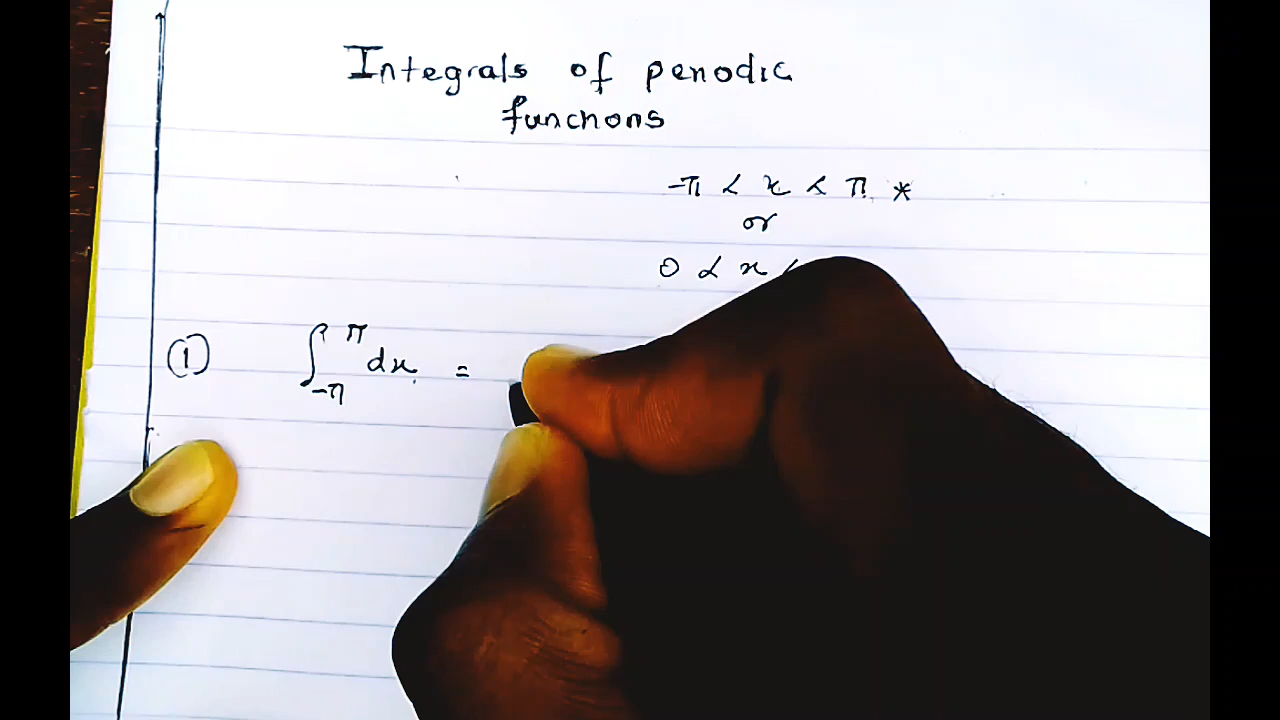 Integrals of periodic
functions
-π < x < π *
or
0 < x <
① ∫_{-π}^{π} dx =